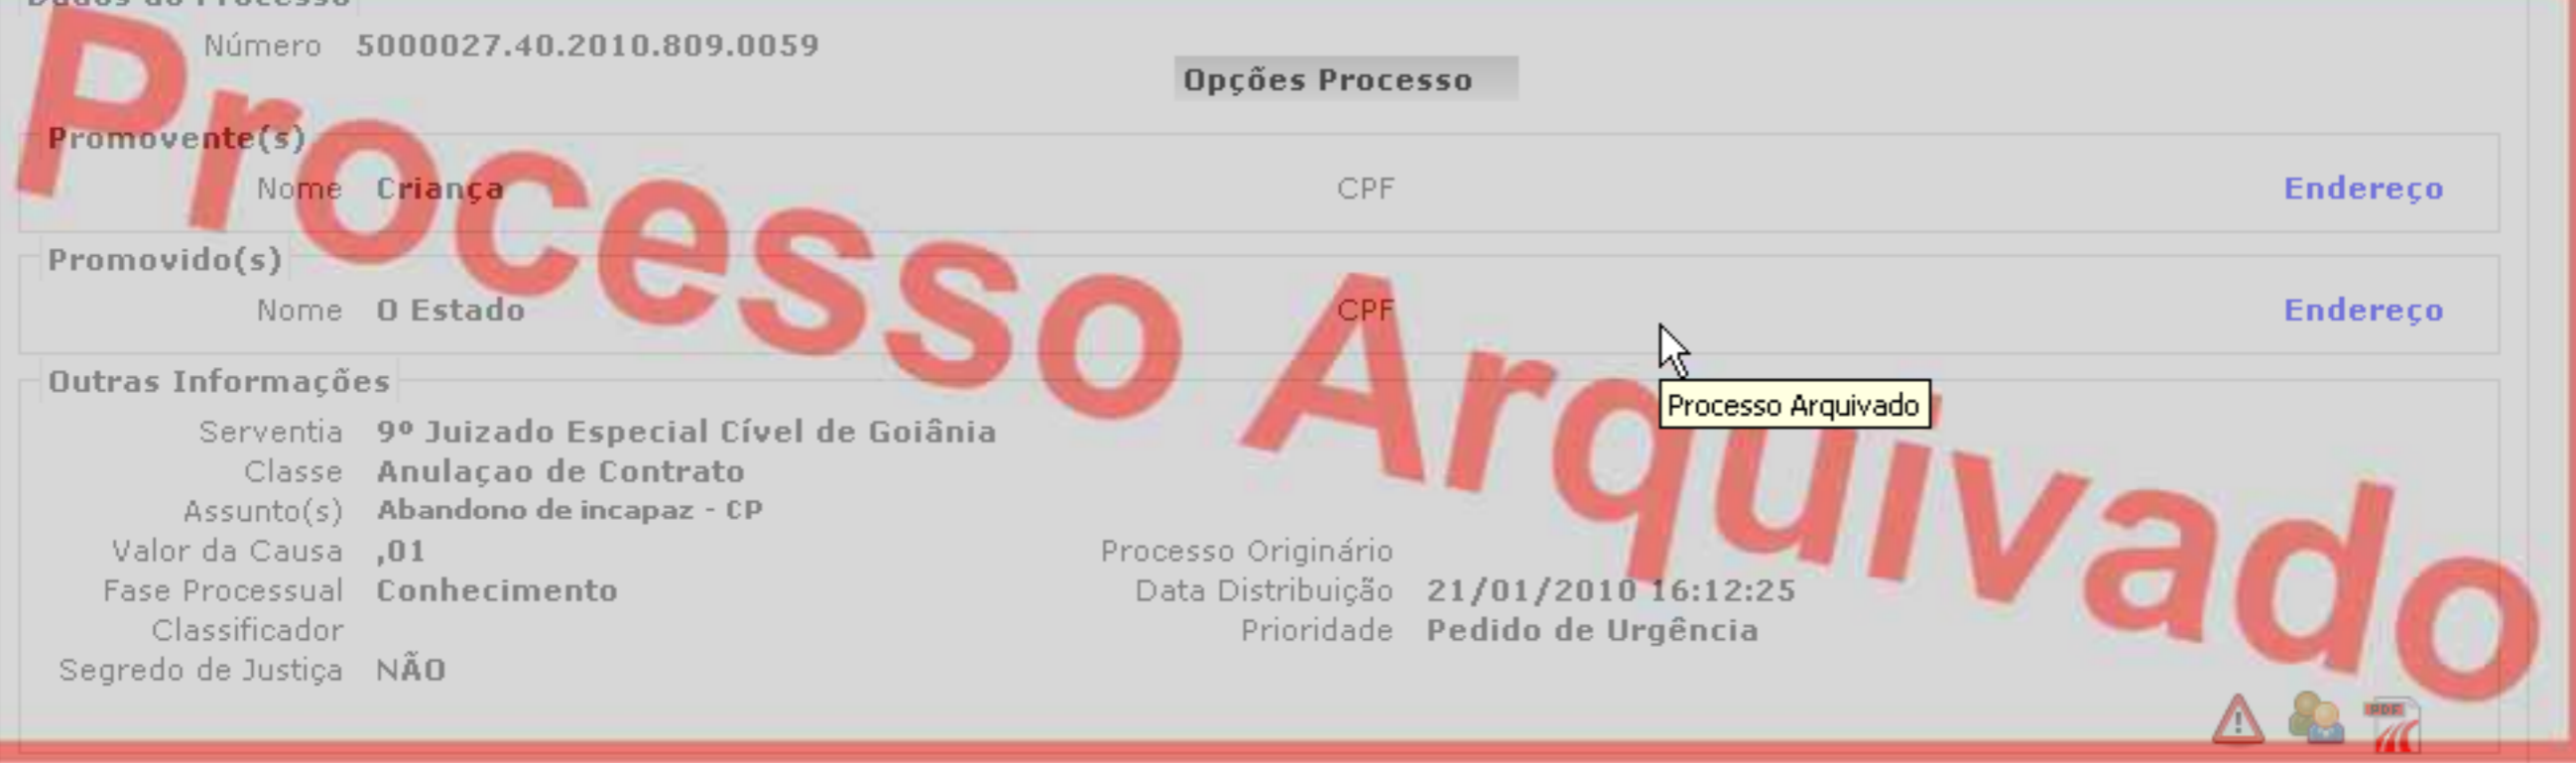 Dados do Processo
Número 5000027.40.2010.809.0059
Opções Processo
Promovente(s)
Nome Criança CPF Endereço
Promovido(s)
Nome O Estado CPF Endereço
Processo Arquivado
Processo Arquivado
Outras Informações
Serventia 9º Juizado Especial Cível de Goiânia
Classe Anulaçao de Contrato
Assunto(s) Abandono de incapaz - CP
Valor da Causa ,01 Processo Originário
Fase Processual Conhecimento Data Distribuição 21/01/2010 16:12:25
Classificador Prioridade Pedido de Urgência
Segredo de Justiça NÃO
PDF